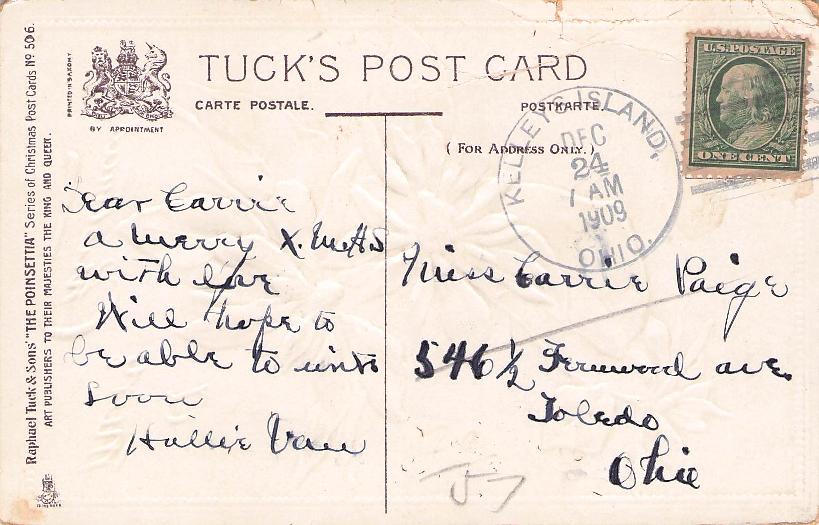 Raphael Tuck & Sons' "THE POINSETTIA" Series of Christmas Post Cards No 506.
ART PUBLISHERS TO THEIR MAJESTIES THE KING AND QUEEN.
PRINTED IN SAXONY
BY APPOINTMENT
TUCK'S POST CARD
CARTE POSTALE.
POSTKARTE.
(FOR ADDRESS ONLY.)
KELLEYS ISLAND,
DEC
24
1 AM
1909
OHIO.
U.S. POSTAGE
ONE CENT
Dear Carrie
a merry X. Mas
with love
Will hope to
be able to
soon
Hallie Van
Miss Carrie Paige
546 1/2 Fernwood ave.
Toledo
Ohio